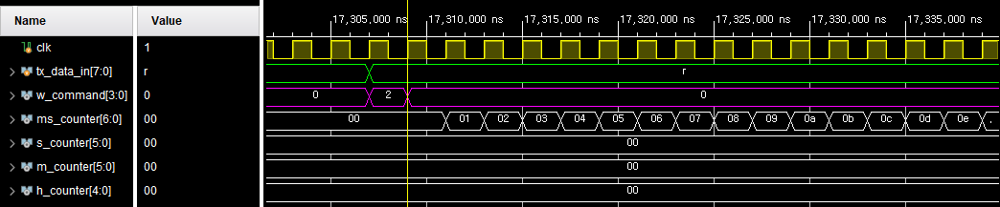 Name Value 17,305,000 ns 17,310,000 ns 17,315,000 ns 17,320,000 ns 17,325,000 ns 17,330,000 ns 17,335,000 ns
clk 1
tx_data_in[7:0] r r
w_command[3:0] 0 0 2 0
ms_counter[6:0] 00 00 01 02 03 04 05 06 07 08 09 0a 0b 0c 0d 0e .
s_counter[5:0] 00 00
m_counter[5:0] 00 00
h_counter[4:0] 00 00